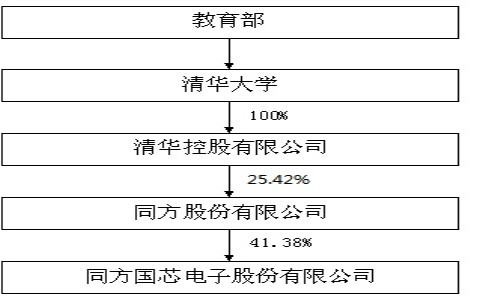 教育部
清华大学
100%
清华控股有限公司
25.42%
同方股份有限公司
41.38%
同方国芯电子股份有限公司